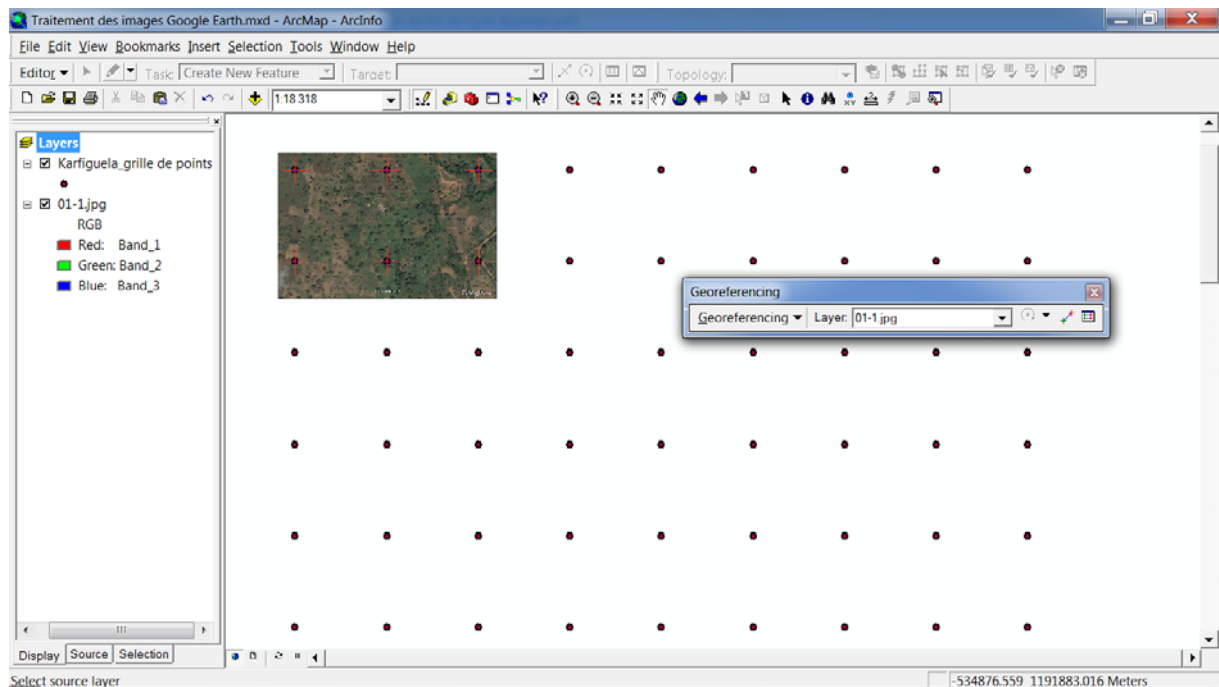 Traitement des images Google Earth.mxd - ArcMap - ArcInfo
File Edit View Bookmarks Insert Selection Tools Window Help
Editor Task: Create New Feature Target: Topology:
1:18 318
Layers
Karfiguela_grille de points
01-1.jpg
RGB
Red: Band_1
Green: Band_2
Blue: Band_3
Georeferencing
Georeferencing Layer: 01-1.jpg
Display Source Selection
Select source layer
-534876.559 1191883.016 Meters